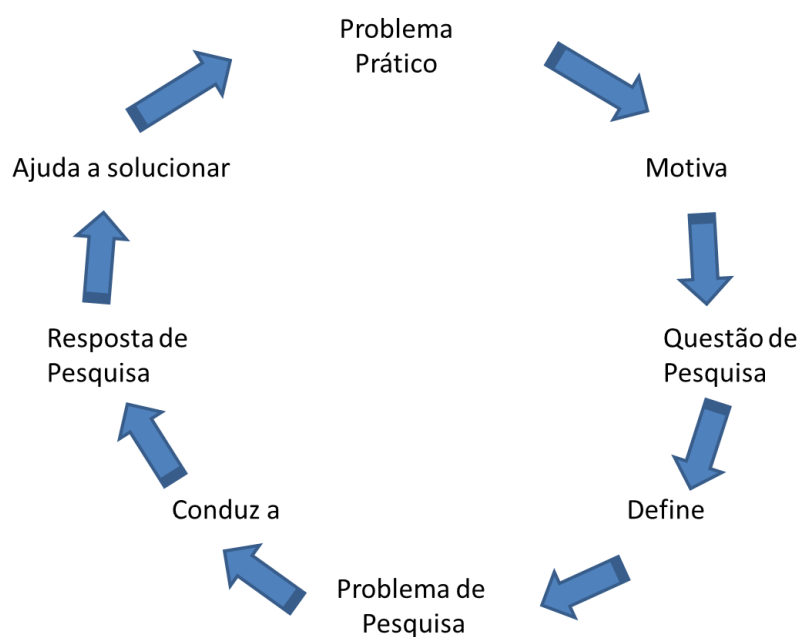 Problema
Prático
Motiva
Questão de
Pesquisa
Define
Problema de
Pesquisa
Conduz a
Resposta de
Pesquisa
Ajuda a solucionar